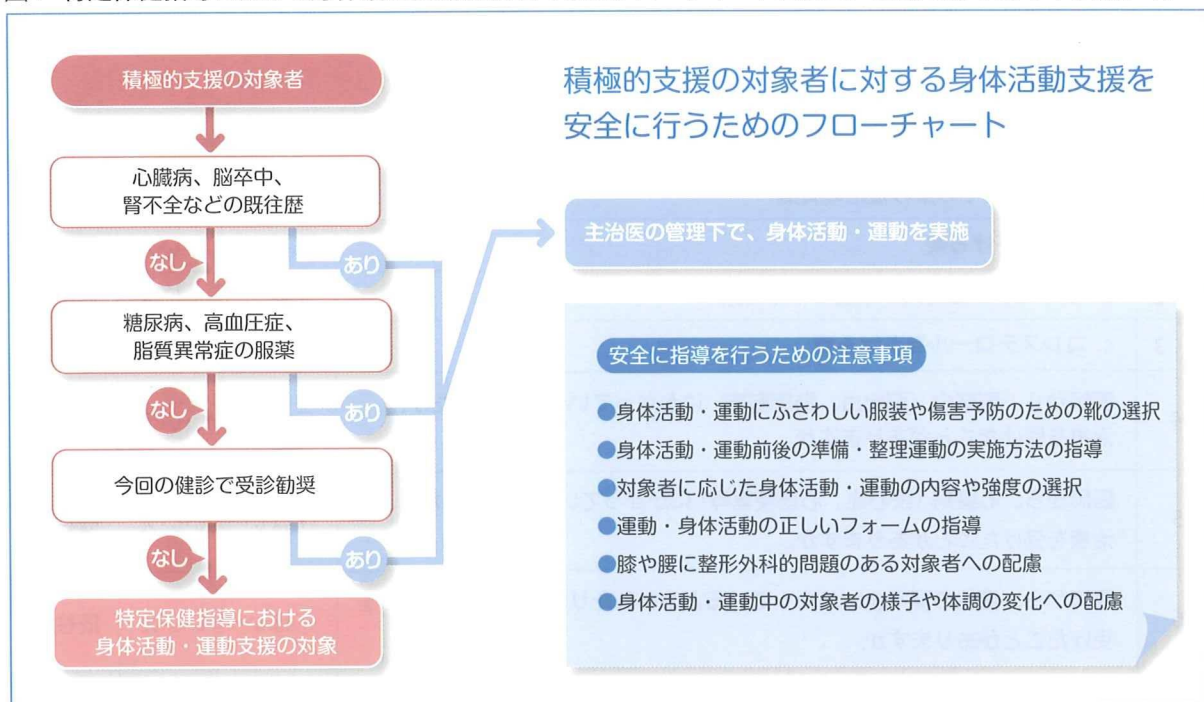 積極的支援の対象者
積極的支援の対象者に対する身体活動支援を
安全に行うためのフローチャート
心臓病、脳卒中、
腎不全などの既往歴
主治医の管理下で、身体活動・運動を実施
なし
あり
糖尿病、高血圧症、
脂質異常症の服薬
なし
あり
今回の健診で受診勧奨
なし
あり
特定保健指導における
身体活動・運動支援の対象
安全に指導を行うための注意事項
●身体活動・運動にふさわしい服装や傷害予防のための靴の選択
●身体活動・運動前後の準備・整理運動の実施方法の指導
●対象者に応じた身体活動・運動の内容や強度の選択
●運動・身体活動の正しいフォームの指導
●膝や腰に整形外科的問題のある対象者への配慮
●身体活動・運動中の対象者の様子や体調の変化への配慮